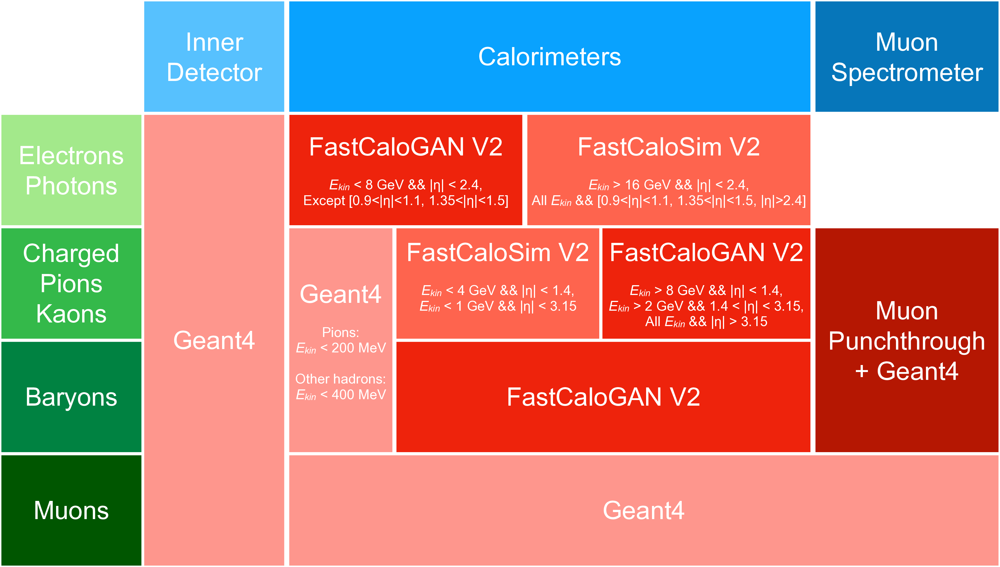 Inner
Detector
Calorimeters
Muon
Spectrometer
Electrons
Photons
FastCaloGAN V2
Ekin < 8 GeV && |η| < 2.4,
Except [0.9<|η|<1.1, 1.35<|η|<1.5]
FastCaloSim V2
Ekin > 16 GeV && |η| < 2.4,
All Ekin && [0.9<|η|<1.1, 1.35<|η|<1.5, |η|>2.4]
Charged
Pions
Kaons
Geant4
Geant4
Pions:
Ekin < 200 MeV
Other hadrons:
Ekin < 400 MeV
FastCaloSim V2
Ekin < 4 GeV && |η| < 1.4,
Ekin < 1 GeV && |η| < 3.15
FastCaloGAN V2
Ekin > 8 GeV && |η| < 1.4,
Ekin > 2 GeV && 1.4 < |η| < 3.15,
All Ekin && |η| > 3.15
Muon
Punchthrough
+ Geant4
Baryons
FastCaloGAN V2
Muons
Geant4